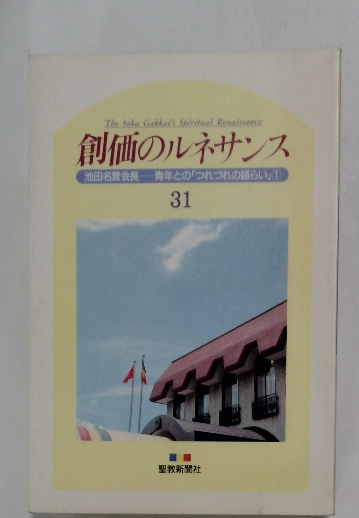 The Soka Gakkai's Spiritual Renaissance
創価のルネサンス
池田名誉会長──青年との「つれづれの語らい」①
31
聖教新聞社